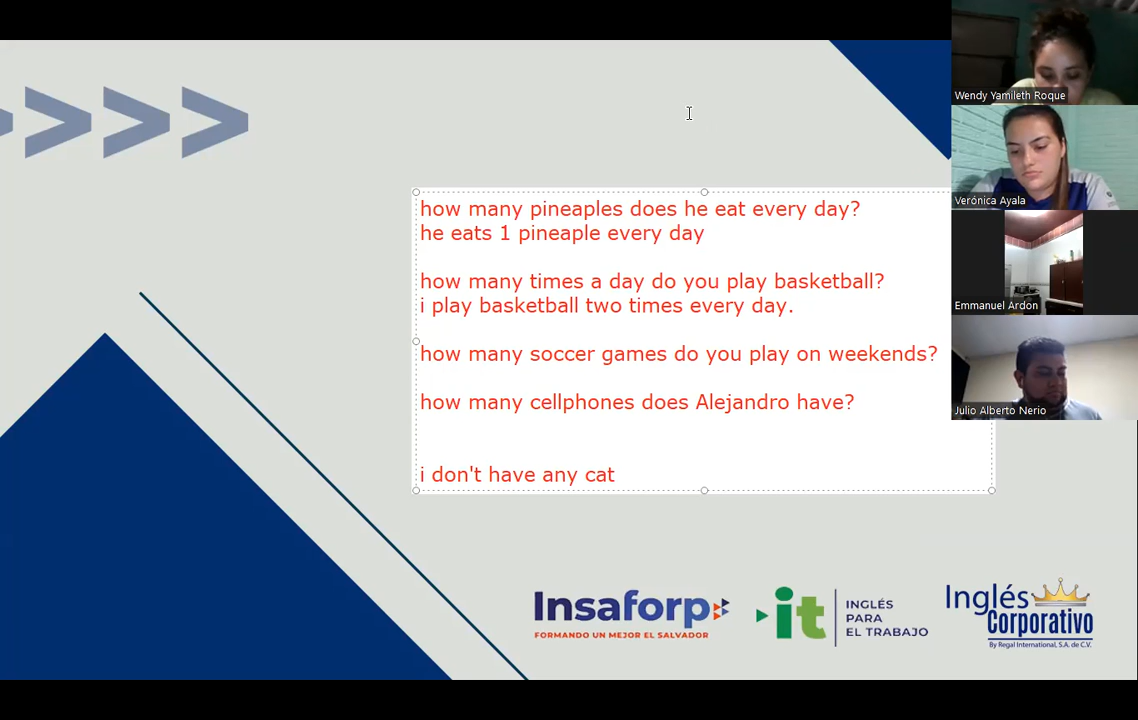 how many pineaples does he eat every day?
he eats 1 pineaple every day
how many times a day do you play basketball?
i play basketball two times every day.
how many soccer games do you play on weekends?
how many cellphones does Alejandro have?
i don't have any cat
Wendy Yamileth Roque
Verónica Ayala
Emmanuel Ardon
Julio Alberto Nerio
Insaforp
FORMANDO UN MEJOR EL SALVADOR
it
INGLÉS
PARA
EL TRABAJO
Inglés
Corporativo
By Regal International, S.A. de C.V.